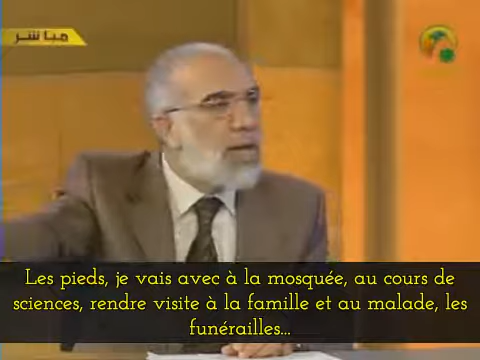 مباشر
Les pieds, je vais avec à la mosquée, au cours de
sciences, rendre visite à la famille et au malade, les
funérailles...